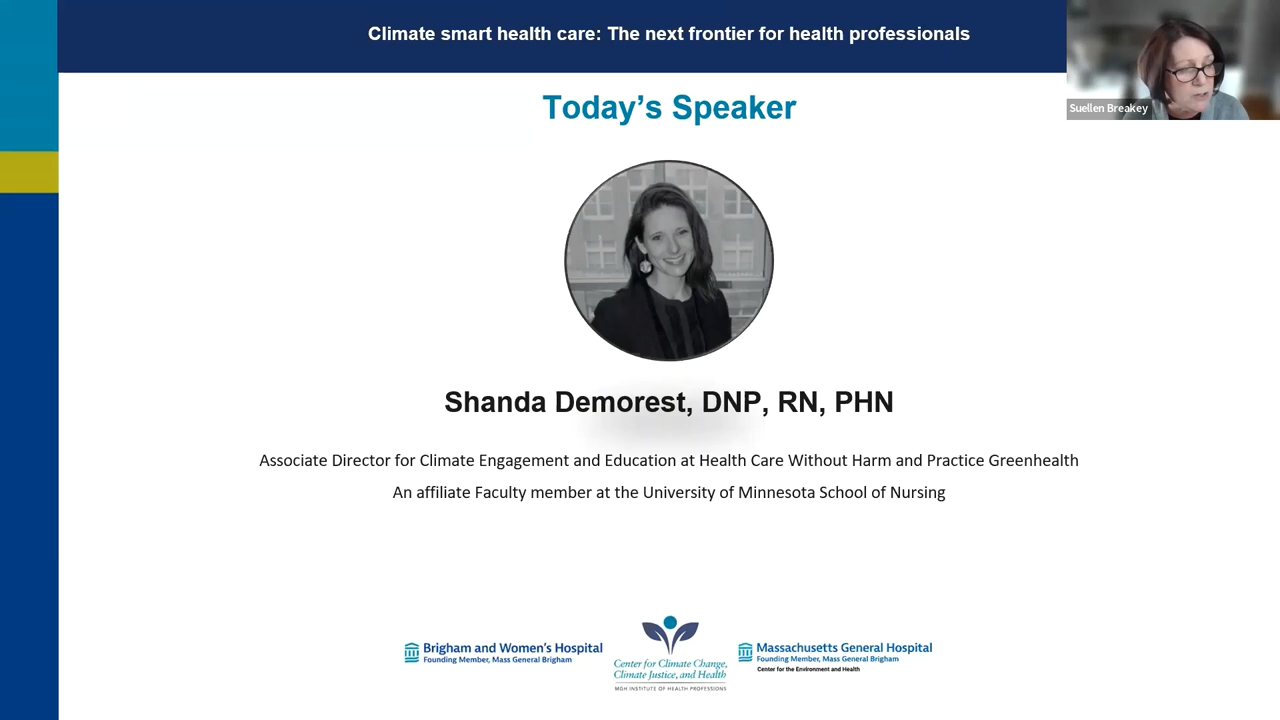 Climate smart health care: The next frontier for health professionals
Suellen Breakey
Today's Speaker
Shanda Demorest, DNP, RN, PHN
Associate Director for Climate Engagement and Education at Health Care Without Harm and Practice Greenhealth
An affiliate Faculty member at the University of Minnesota School of Nursing
Brigham and Women's Hospital
Founding Member, Mass General Brigham
Center for Climate Change,
Climate Justice, and Health
MGH INSTITUTE OF HEALTH PROFESSIONS
Massachusetts General Hospital
Founding Member, Mass General Brigham
Center for the Environment and Health